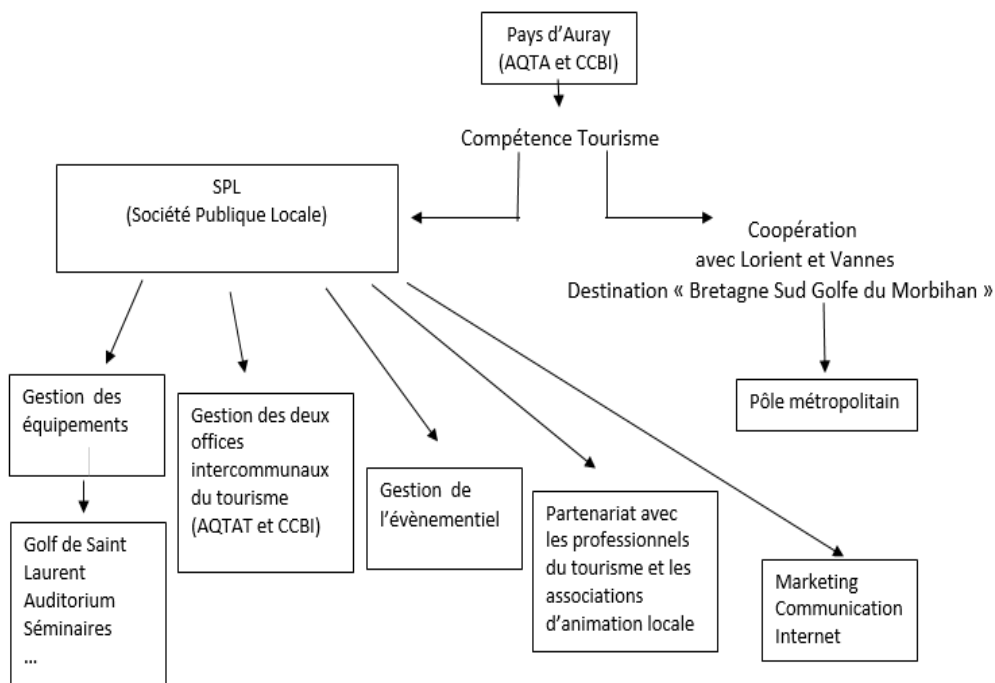 Pays d'Auray
(AQTA et CCBI)
Compétence Tourisme
SPL
(Société Publique Locale)
Coopération
avec Lorient et Vannes
Destination « Bretagne Sud Golfe du Morbihan »
Gestion des
équipements
Gestion des deux
offices
intercommunaux
du tourisme
(AQTAT et CCBI)
Gestion de
l'évènementiel
Partenariat avec
les professionnels
du tourisme et les
associations
d'animation locale
Marketing
Communication
Internet
Pôle métropolitain
Golf de Saint
Laurent
Auditorium
Séminaires
...